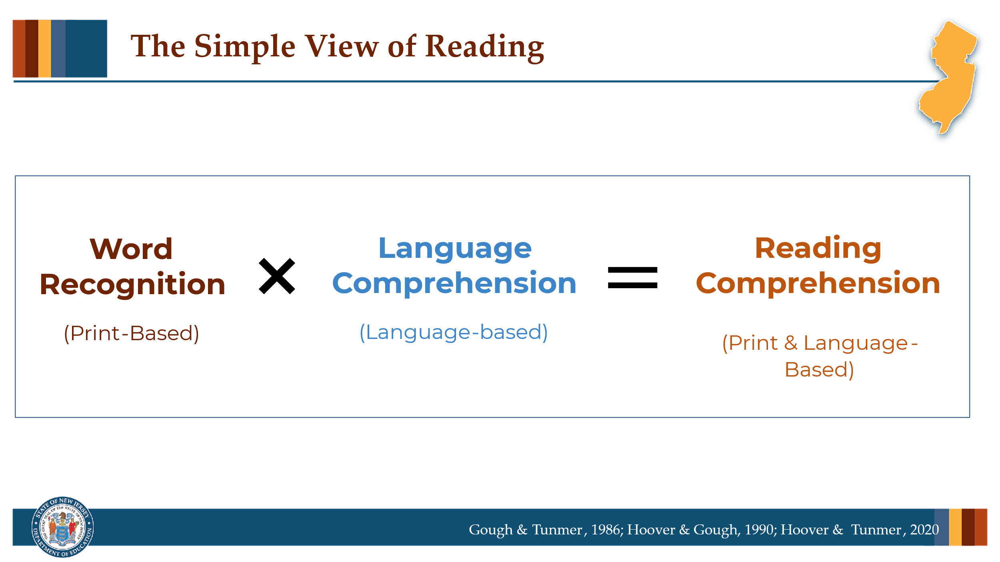 The Simple View of Reading
Word
Recognition
(Print-Based)
×
Language
Comprehension
(Language-based)
=
Reading
Comprehension
(Print & Language-
Based)
STATE OF NEW JERSEY
DEPARTMENT OF EDUCATION
THE GREAT SEAL OF THE STATE OF NEW JERSEY
Gough & Tunmer, 1986; Hoover & Gough, 1990; Hoover & Tunmer, 2020